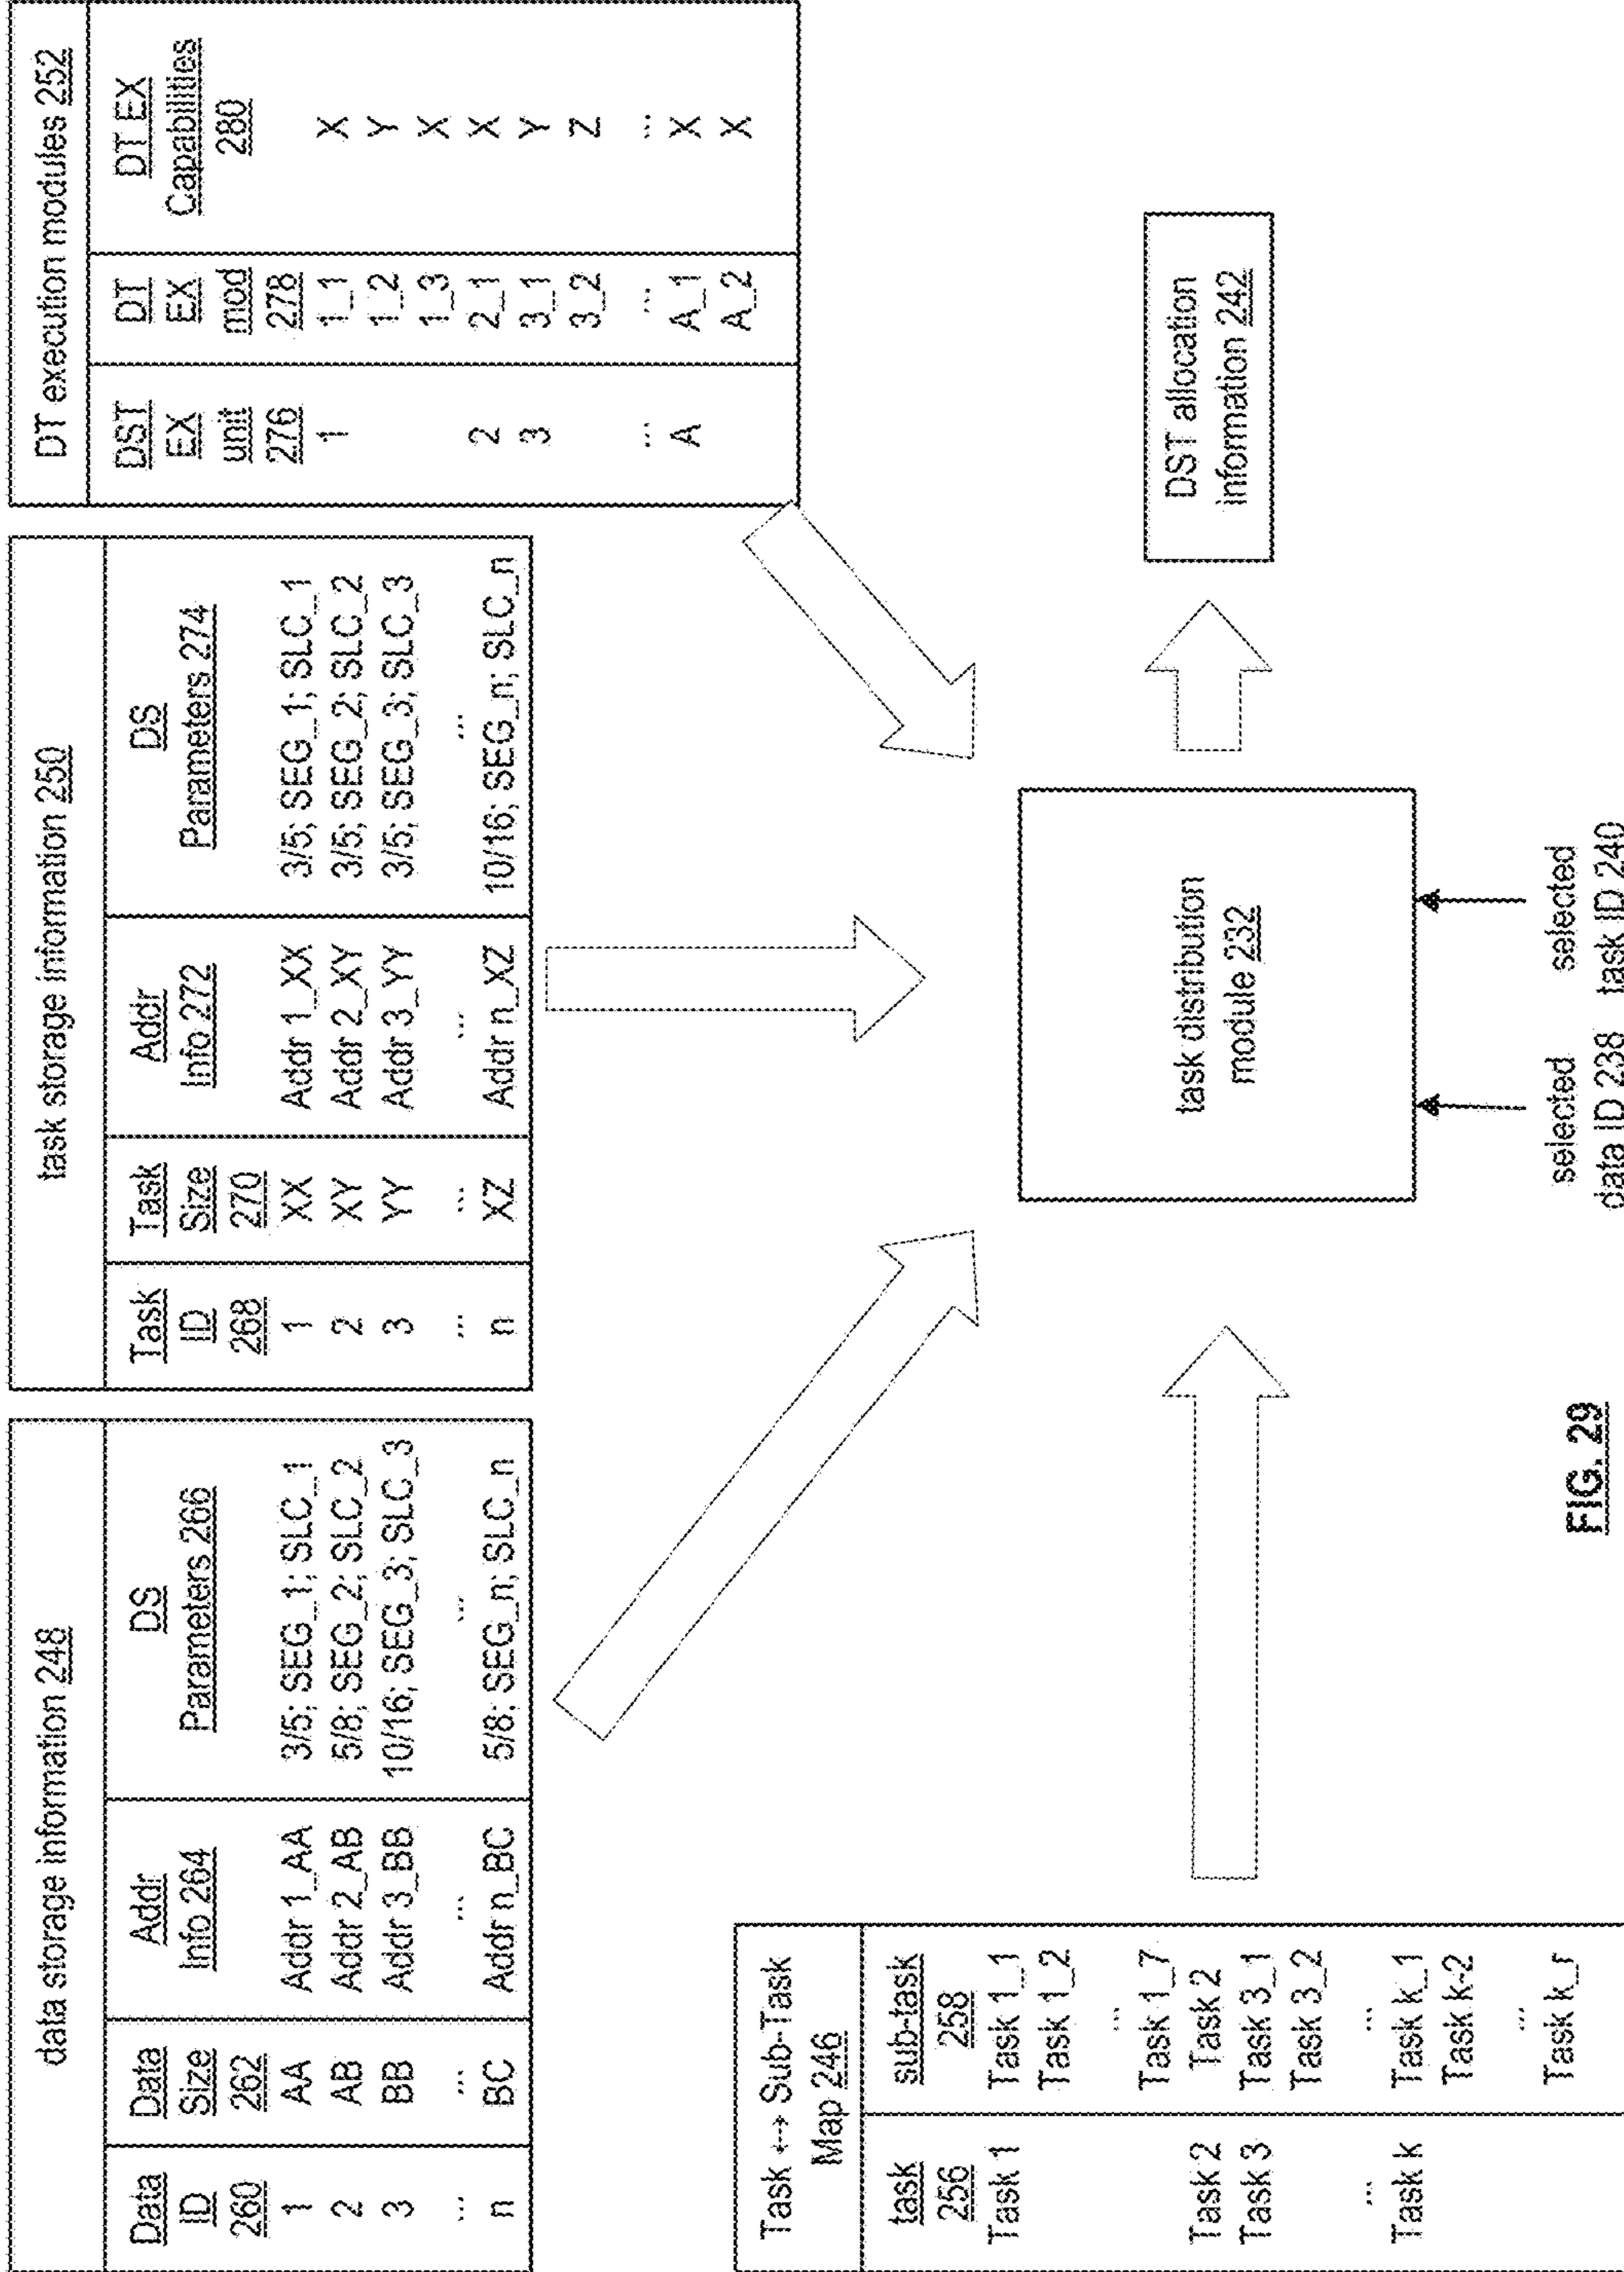 data storage information 248
Data ID 260 Data Size 262 Addr Info 264 DS Parameters 266
1 AA Addr 1_AA 3/5; SEG_1; SLC_1
2 AB Addr 2_AB 5/8; SEG_2; SLC_2
3 BB Addr 3_BB 10/16; SEG_3; SLC_3
... ... ... ...
n BC Addr n_BC 5/8; SEG_n; SLC_n
task storage information 250
Task ID 268 Task Size 270 Addr Info 272 DS Parameters 274
1 XX Addr 1_XX 3/5; SEG_1; SLC_1
2 XY Addr 2_XY 3/5; SEG_2; SLC_2
3 YY Addr 3_YY 3/5; SEG_3; SLC_3
... ... ... ...
n XZ Addr n_XZ 10/16; SEG_n; SLC_n
DT execution modules 252
DST EX unit 276 DT EX mod 278 DT EX Capabilities 280
1 1_1 X
1_2 Y
1_3 X
2 2_1 X
3 3_1 Y
3_2 Z
... ... ...
A A_1 X
A_2 X
Task ↔ Sub-Task
Map 246
task 256 sub-task 258
Task 1 Task 1_1
Task 1_2
...
Task 1_7
Task 2 Task 2
Task 3 Task 3_1
Task 3_2
... ...
Task k Task k_1
Task k-2
...
Task k_r
task distribution
module 232
DST allocation
information 242
selected
data ID 238
selected
task ID 240
FIG. 29